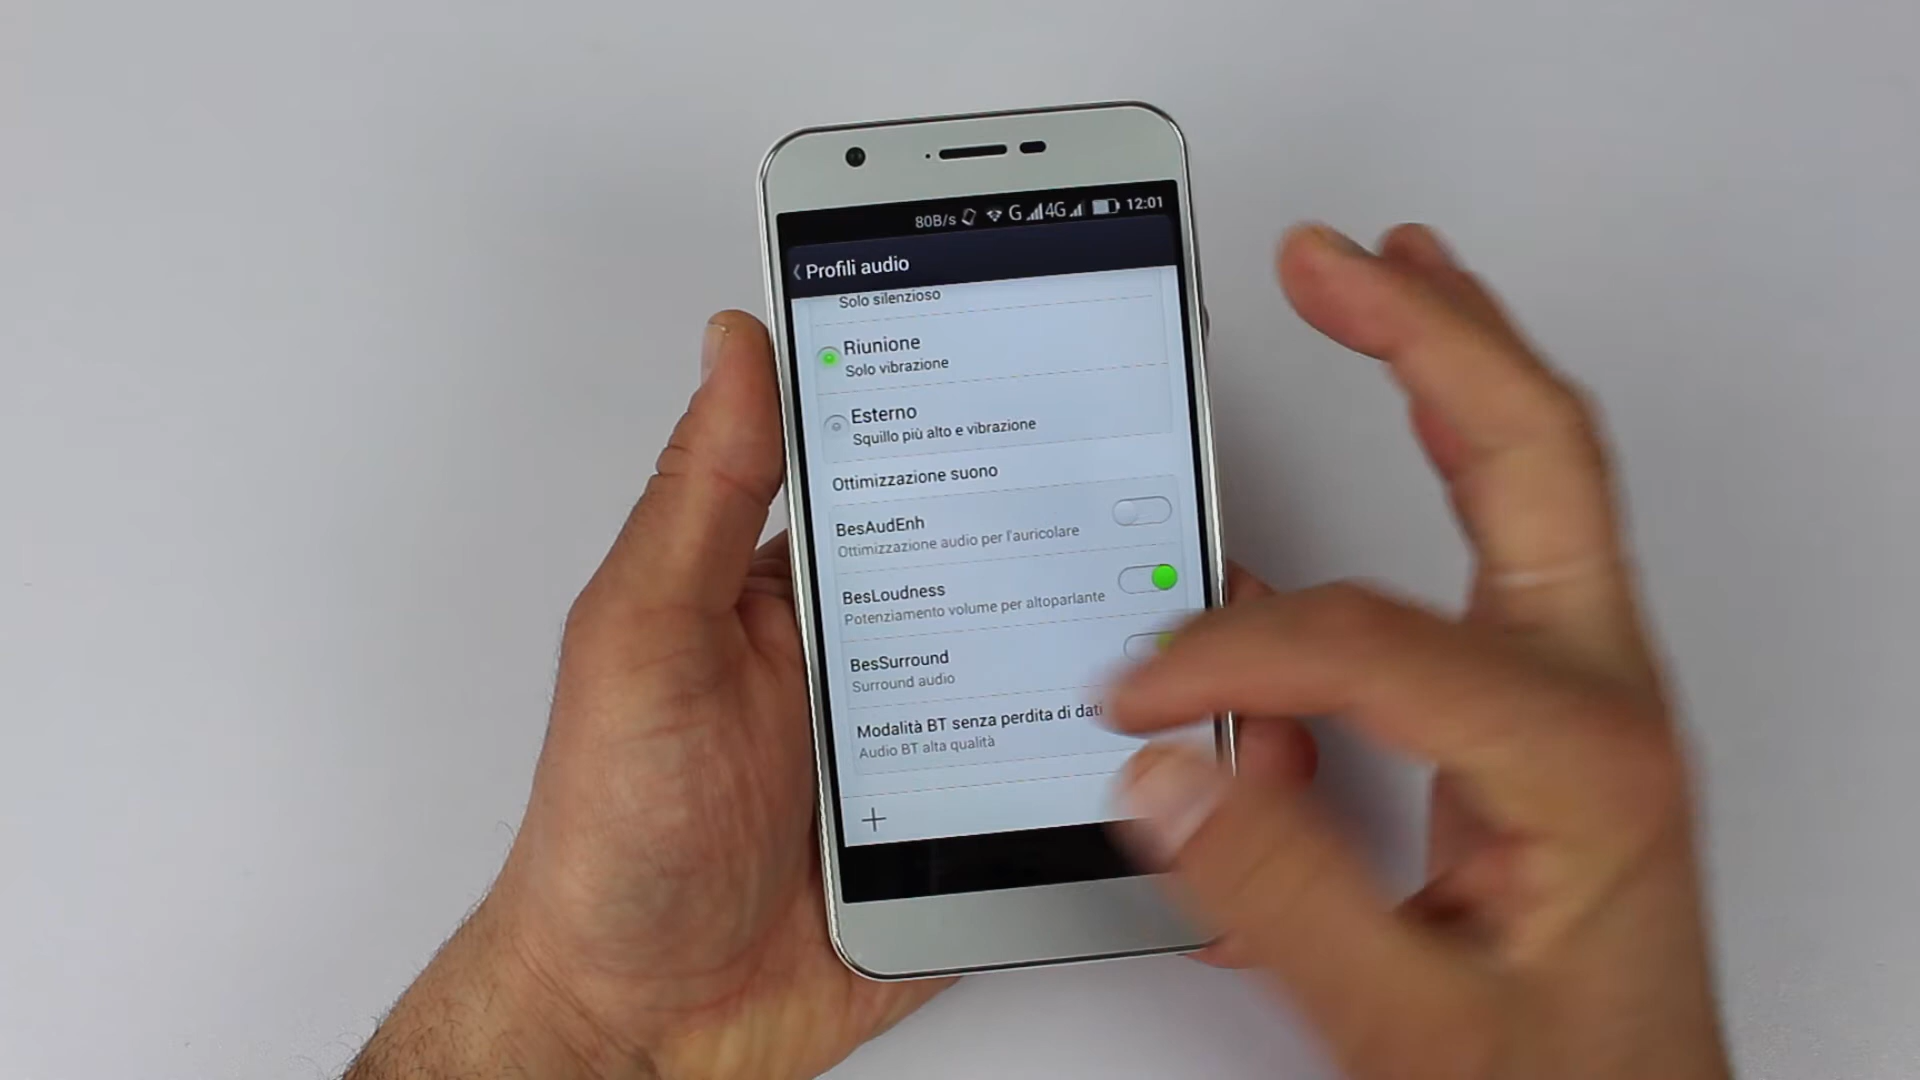 80B/s G 4G 12:01
Profili audio
Solo silenzioso
Riunione
Solo vibrazione
Esterno
Squillo più alto e vibrazione
Ottimizzazione suono
BesAudEnh
Ottimizzazione audio per l'auricolare
BesLoudness
Potenziamento volume per altoparlante
BesSurround
Surround audio
Modalità BT senza perdita di dati
Audio BT alta qualità